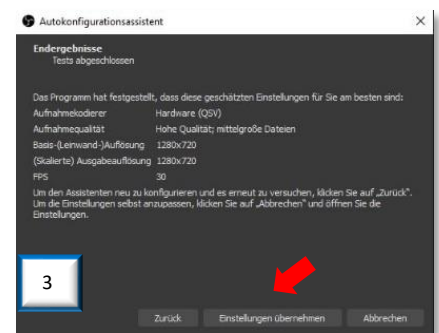 Autokonfigurationsassistent
Endergebnisse
Tests abgeschlossen
Das Programm hat festgestellt, dass diese geschätzten Einstellungen für Sie am besten sind:
Aufnahmekodierer Hardware (QSV)
Aufnahmequalität Hohe Qualität; mittelgroße Dateien
Basis-(Leinwand-)Auflösung 1280x720
(Skalierte) Ausgabeauflösung 1280x720
FPS 30
Um den Assistenten neu zu konfigurieren und es erneut zu versuchen, klicken Sie auf „Zurück".
Um die Einstellungen selbst anzupassen, klicken Sie auf „Abbrechen" und öffnen Sie die
Einstellungen.
3
Zurück Einstellungen übernehmen Abbrechen